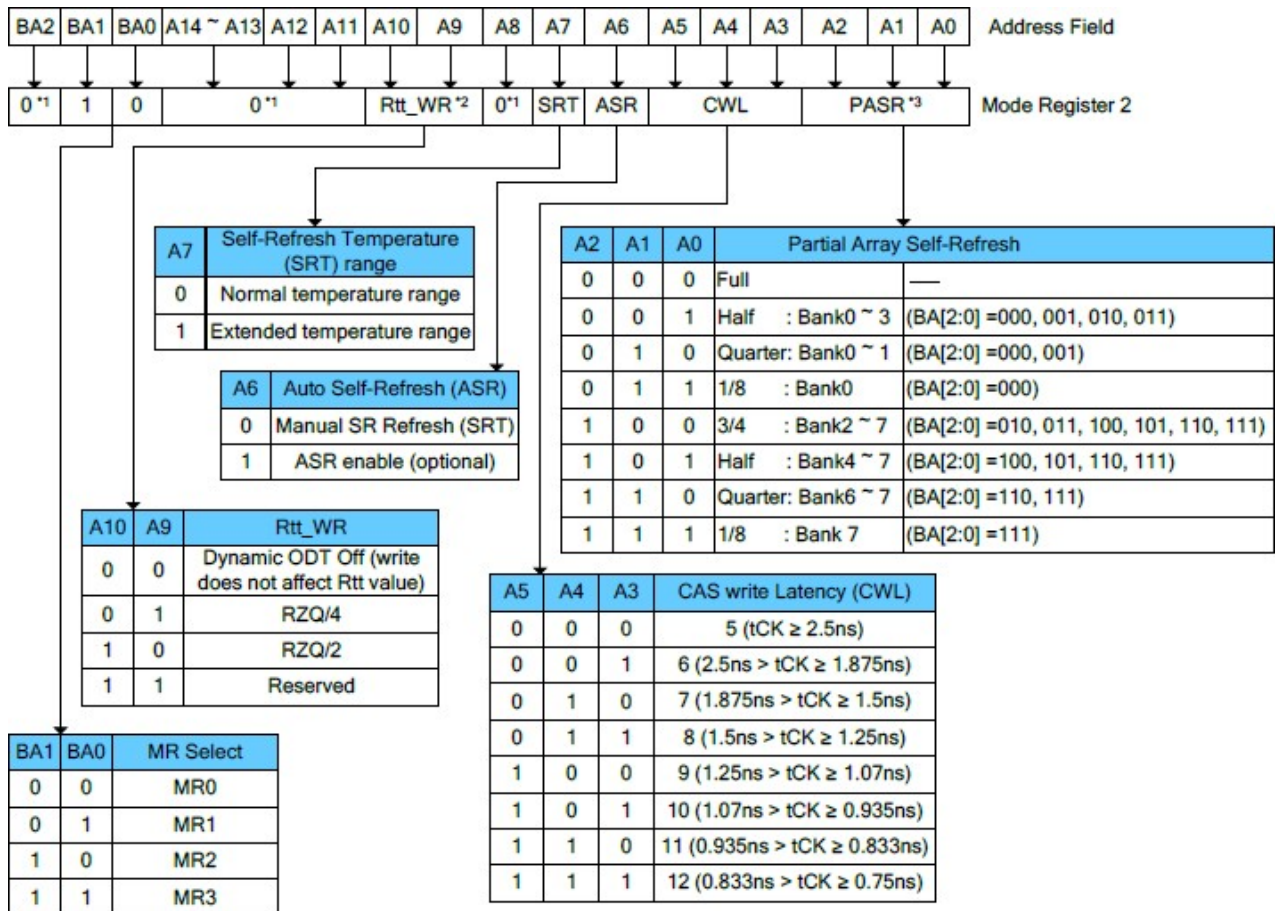 BA2 BA1 BA0 A14 ~ A13 A12 A11 A10 A9 A8 A7 A6 A5 A4 A3 A2 A1 A0 Address Field
0*1 1 0 0*1 Rtt_WR*2 0*1 SRT ASR CWL PASR*3 Mode Register 2
A7 Self-Refresh Temperature
(SRT) range
0 Normal temperature range
1 Extended temperature range
A2 A1 A0 Partial Array Self-Refresh
0 0 0 Full —
0 0 1 Half : Bank0 ~ 3 (BA[2:0] =000, 001, 010, 011)
0 1 0 Quarter: Bank0 ~ 1 (BA[2:0] =000, 001)
0 1 1 1/8 : Bank0 (BA[2:0] =000)
1 0 0 3/4 : Bank2 ~ 7 (BA[2:0] =010, 011, 100, 101, 110, 111)
1 0 1 Half : Bank4 ~ 7 (BA[2:0] =100, 101, 110, 111)
1 1 0 Quarter: Bank6 ~ 7 (BA[2:0] =110, 111)
1 1 1 1/8 : Bank 7 (BA[2:0] =111)
A6 Auto Self-Refresh (ASR)
0 Manual SR Refresh (SRT)
1 ASR enable (optional)
A10 A9 Rtt_WR
0 0 Dynamic ODT Off (write
does not affect Rtt value)
0 1 RZQ/4
1 0 RZQ/2
1 1 Reserved
A5 A4 A3 CAS write Latency (CWL)
0 0 0 5 (tCK ≥ 2.5ns)
0 0 1 6 (2.5ns > tCK ≥ 1.875ns)
0 1 0 7 (1.875ns > tCK ≥ 1.5ns)
0 1 1 8 (1.5ns > tCK ≥ 1.25ns)
1 0 0 9 (1.25ns > tCK ≥ 1.07ns)
1 0 1 10 (1.07ns > tCK ≥ 0.935ns)
1 1 0 11 (0.935ns > tCK ≥ 0.833ns)
1 1 1 12 (0.833ns > tCK ≥ 0.75ns)
BA1 BA0 MR Select
0 0 MR0
0 1 MR1
1 0 MR2
1 1 MR3